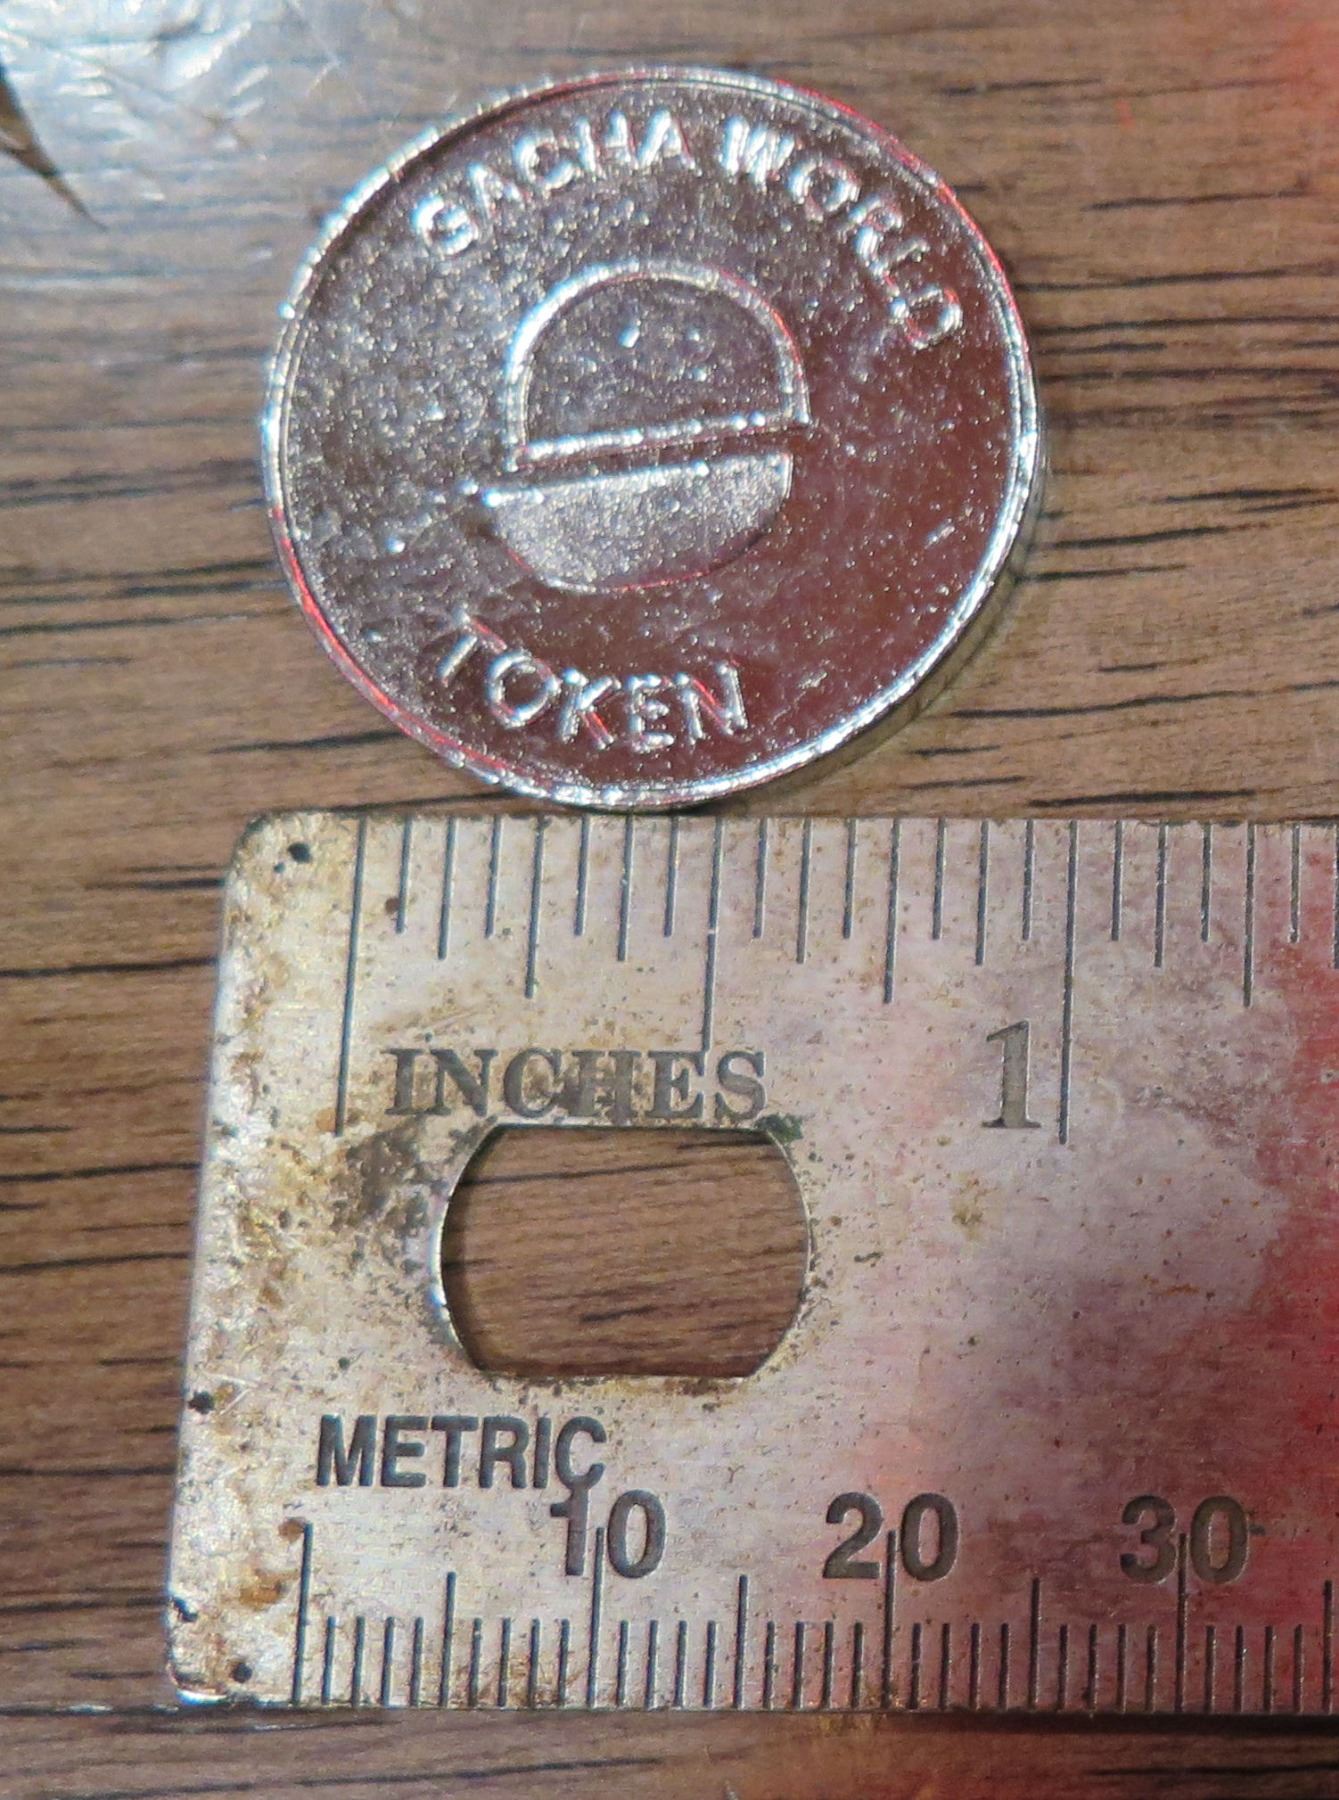 GACHA WORLD
TOKEN
INCHES
1
METRIC
10 20 30